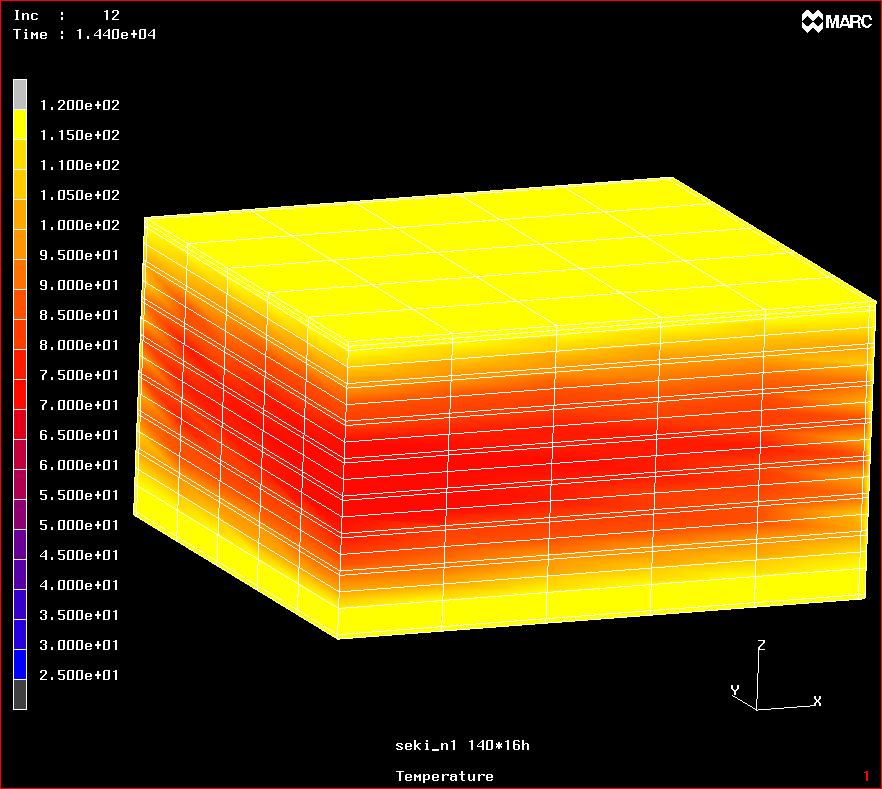 Inc : 12
Time : 1.440e+04
MARC
1.200e+02
1.150e+02
1.100e+02
1.050e+02
1.000e+02
9.500e+01
9.000e+01
8.500e+01
8.000e+01
7.500e+01
7.000e+01
6.500e+01
6.000e+01
5.500e+01
5.000e+01
4.500e+01
4.000e+01
3.500e+01
3.000e+01
2.500e+01
Z
Y
X
seki_n1 140*16h
Temperature
1